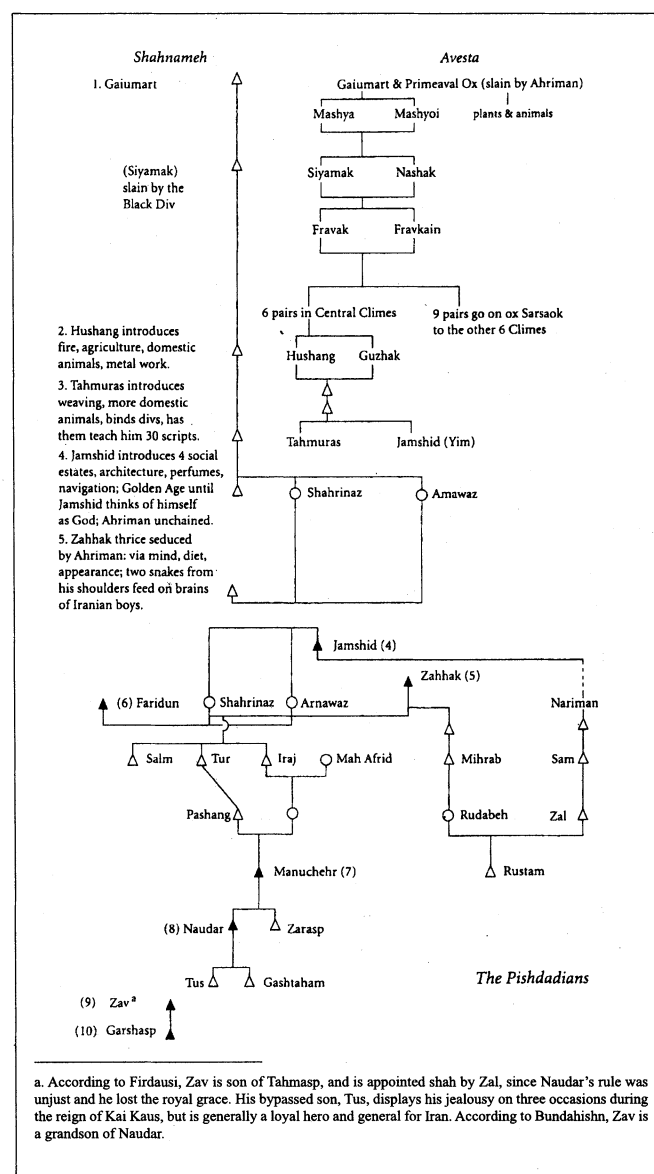 Shahnameh
Avesta
1. Gaiumart
Gaiumart & Primeaval Ox (slain by Ahriman)
Mashya
Mashyoi
plants & animals
(Siyamak)
slain by the
Black Div
Siyamak
Nashak
Fravak
Fravkain
6 pairs in Central Climes
9 pairs go on ox Sarsaok
to the other 6 Climes
2. Hushang introduces
fire, agriculture, domestic
animals, metal work.
Hushang
Guzhak
3. Tahmuras introduces
weaving, more domestic
animals, binds divs, has
them teach him 30 scripts.
Tahmuras
Jamshid (Yim)
4. Jamshid introduces 4 social
estates, architecture, perfumes,
navigation; Golden Age until
Jamshid thinks of himself
as God; Ahriman unchained.
Shahrinaz
Arnawaz
5. Zahhak thrice seduced
by Ahriman: via mind, diet,
appearance; two snakes from
his shoulders feed on brains
of Iranian boys.
Jamshid (4)
Zahhak (5)
(6) Faridun
Shahrinaz
Arnawaz
Nariman
Salm
Tur
Iraj
Mah Afrid
Mihrab
Sam
Pashang
Rudabeh
Zal
Manuchehr (7)
Rustam
(8) Naudar
Zarasp
Tus
Gashtaham
The Pishdadians
(9) Zav a
(10) Garshasp
a. According to Firdausi, Zav is son of Tahmasp, and is appointed shah by Zal, since Naudar's rule was
unjust and he lost the royal grace. His bypassed son, Tus, displays his jealousy on three occasions during
the reign of Kai Kaus, but is generally a loyal hero and general for Iran. According to Bundahishn, Zav is
a grandson of Naudar.